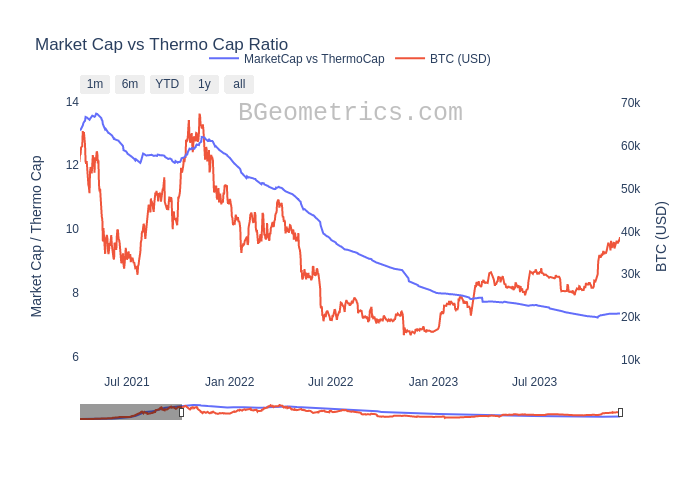 Market Cap vs Thermo Cap Ratio
MarketCap vs ThermoCap BTC (USD)
1m 6m YTD 1y all
BGeometrics.com
14
12
10
8
6
Market Cap / Thermo Cap
70k
60k
50k
40k
30k
20k
10k
BTC (USD)
Jul 2021 Jan 2022 Jul 2022 Jan 2023 Jul 2023